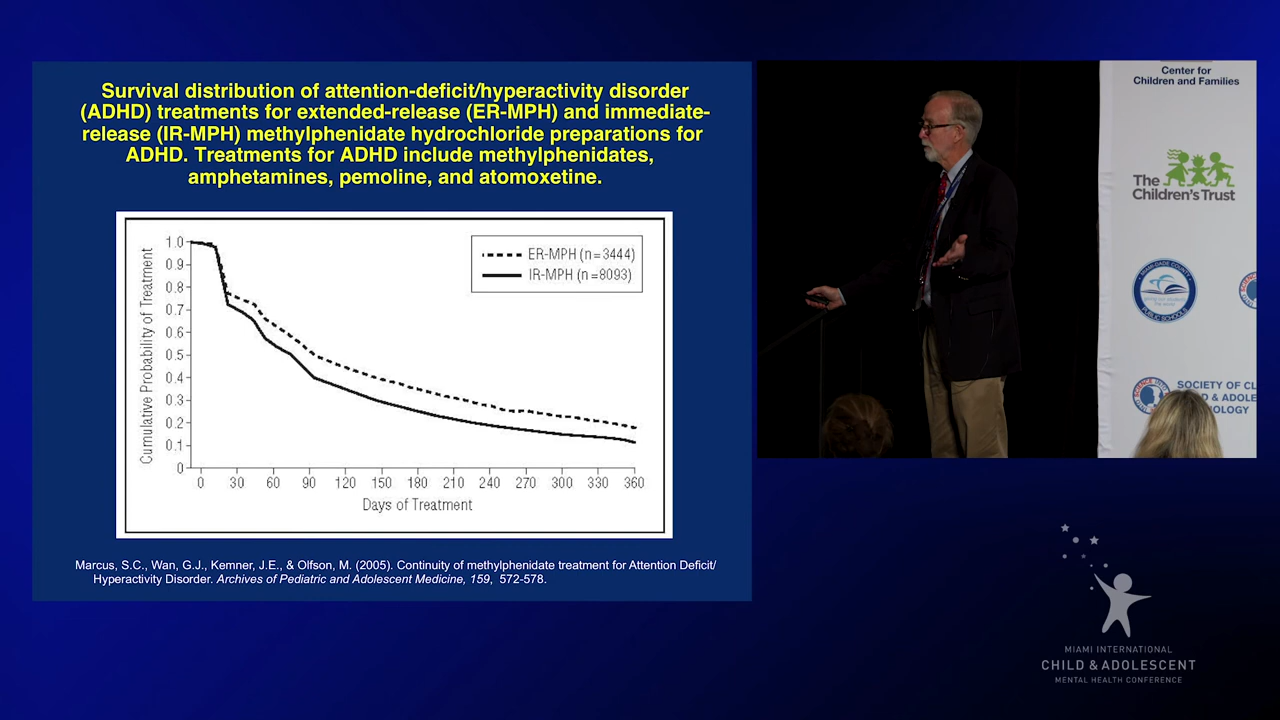 Survival distribution of attention-deficit/hyperactivity disorder
(ADHD) treatments for extended-release (ER-MPH) and immediate-
release (IR-MPH) methylphenidate hydrochloride preparations for
ADHD. Treatments for ADHD include methylphenidates,
amphetamines, pemoline, and atomoxetine.
Cumulative Probability of Treatment
1.0
0.9
0.8
0.7
0.6
0.5
0.4
0.3
0.2
0.1
0
ER-MPH (n=3444)
IR-MPH (n=8093)
0 30 60 90 120 150 180 210 240 270 300 330 360
Days of Treatment
Marcus, S.C., Wan, G.J., Kemner, J.E., & Olfson, M. (2005). Continuity of methylphenidate treatment for Attention Deficit/
Hyperactivity Disorder. Archives of Pediatric and Adolescent Medicine, 159, 572-578.
Center for
Children and Families
The
Children's Trust
MIAMI-DADE COUNTY
PUBLIC SCHOOLS
SOCIETY OF CL
D & ADOLE
OLOGY
MIAMI INTERNATIONAL
CHILD & ADOLESCENT
MENTAL HEALTH CONFERENCE